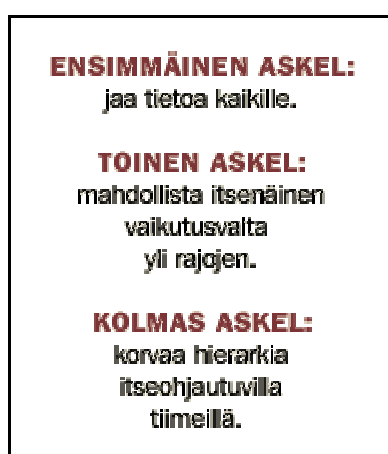 ENSIMMÄINEN ASKEL:
jaa tietoa kaikille.
TOINEN ASKEL:
mahdollista itsenäinen
vaikutusvalta
yli rajojen.
KOLMAS ASKEL:
korvaa hierarkia
itseohjautuvilla
tiimeillä.